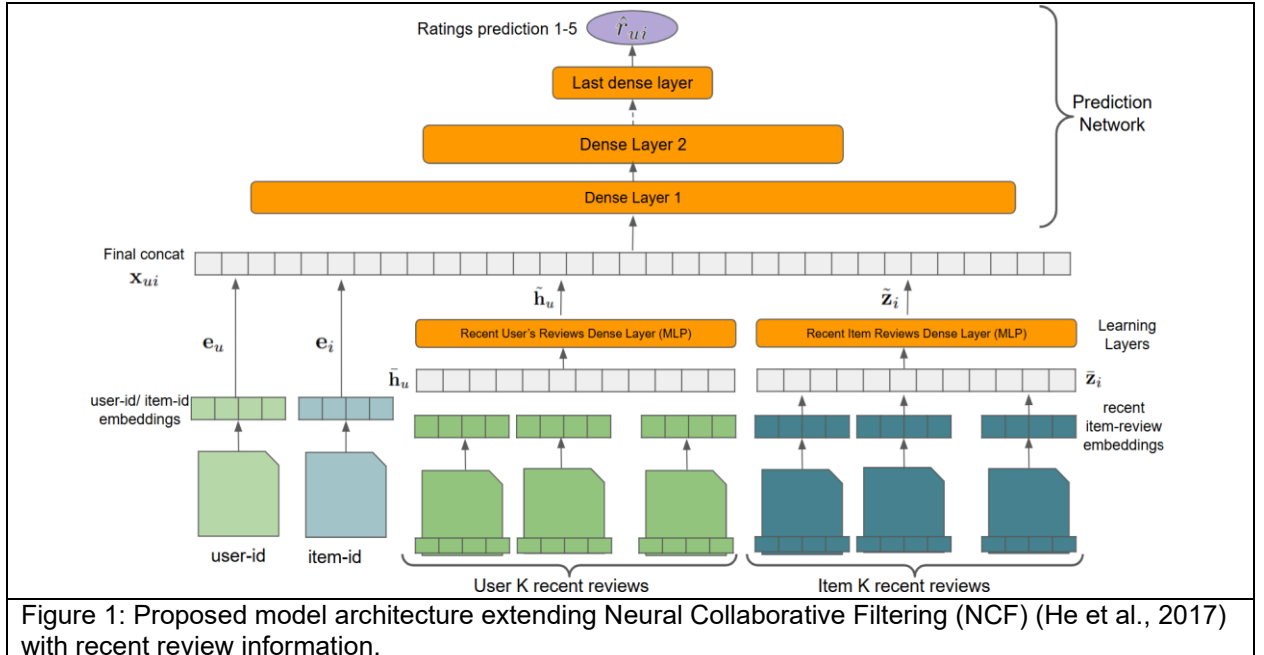 Ratings prediction 1-5
r̂ui
Last dense layer
Prediction
Network
Dense Layer 2
Dense Layer 1
Final concat
xui
h̃u
z̃i
Recent User's Reviews Dense Layer (MLP)
Recent Item Reviews Dense Layer (MLP)
Learning
Layers
eu
ei
h̄u
z̄i
user-id/ item-id
embeddings
recent
item-review
embeddings
user-id
item-id
User K recent reviews
Item K recent reviews
Figure 1: Proposed model architecture extending Neural Collaborative Filtering (NCF) (He et al., 2017)
with recent review information.